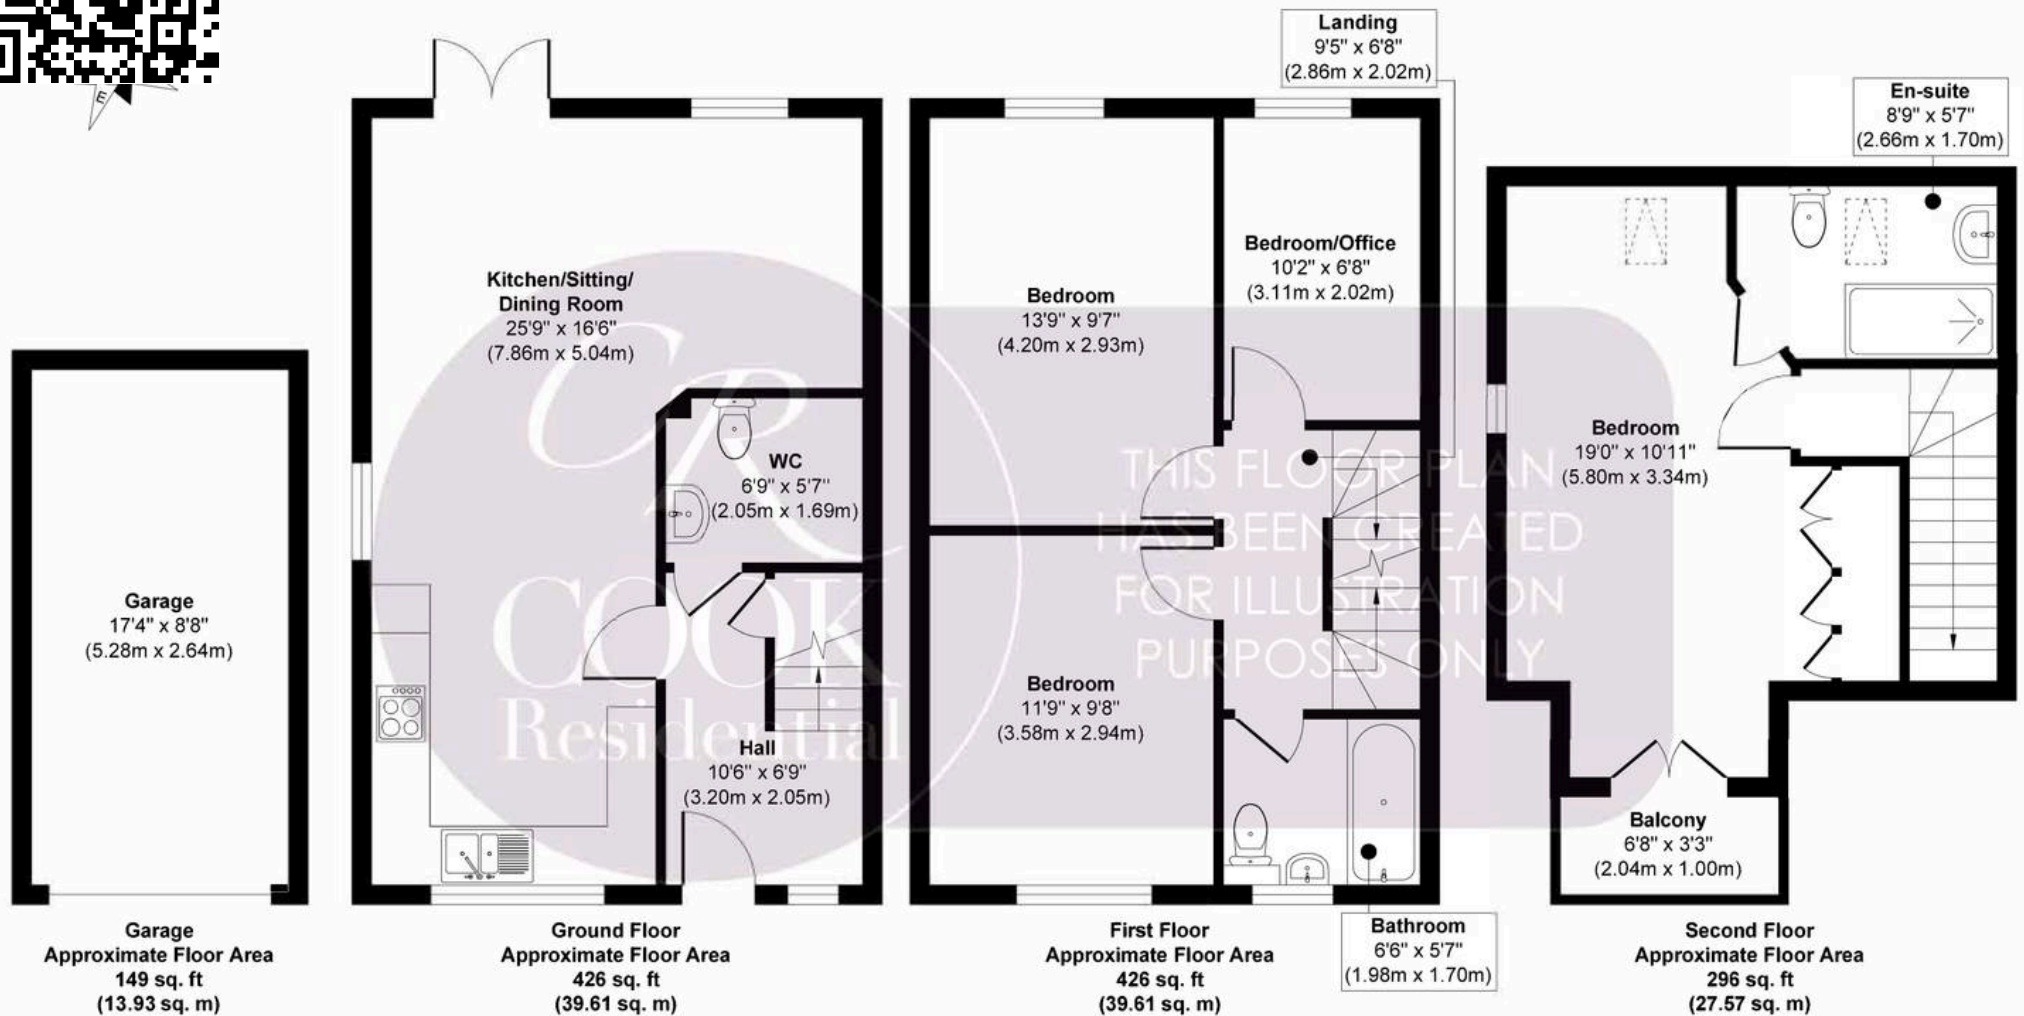 E
Landing
9'5" x 6'8"
(2.86m x 2.02m)
En-suite
8'9" x 5'7"
(2.66m x 1.70m)
Kitchen/Sitting/
Dining Room
25'9" x 16'6"
(7.86m x 5.04m)
Bedroom
13'9" x 9'7"
(4.20m x 2.93m)
Bedroom/Office
10'2" x 6'8"
(3.11m x 2.02m)
WC
6'9" x 5'7"
(2.05m x 1.69m)
Bedroom
19'0" x 10'11"
(5.80m x 3.34m)
Garage
17'4" x 8'8"
(5.28m x 2.64m)
Bedroom
11'9" x 9'8"
(3.58m x 2.94m)
Hall
10'6" x 6'9"
(3.20m x 2.05m)
Balcony
6'8" x 3'3"
(2.04m x 1.00m)
Bathroom
6'6" x 5'7"
(1.98m x 1.70m)
CR
COOK
Residential
THIS FLOOR PLAN
HAS BEEN CREATED
FOR ILLUSTRATION
PURPOSES ONLY
Garage
Approximate Floor Area
149 sq. ft
(13.93 sq. m)
Ground Floor
Approximate Floor Area
426 sq. ft
(39.61 sq. m)
First Floor
Approximate Floor Area
426 sq. ft
(39.61 sq. m)
Second Floor
Approximate Floor Area
296 sq. ft
(27.57 sq. m)